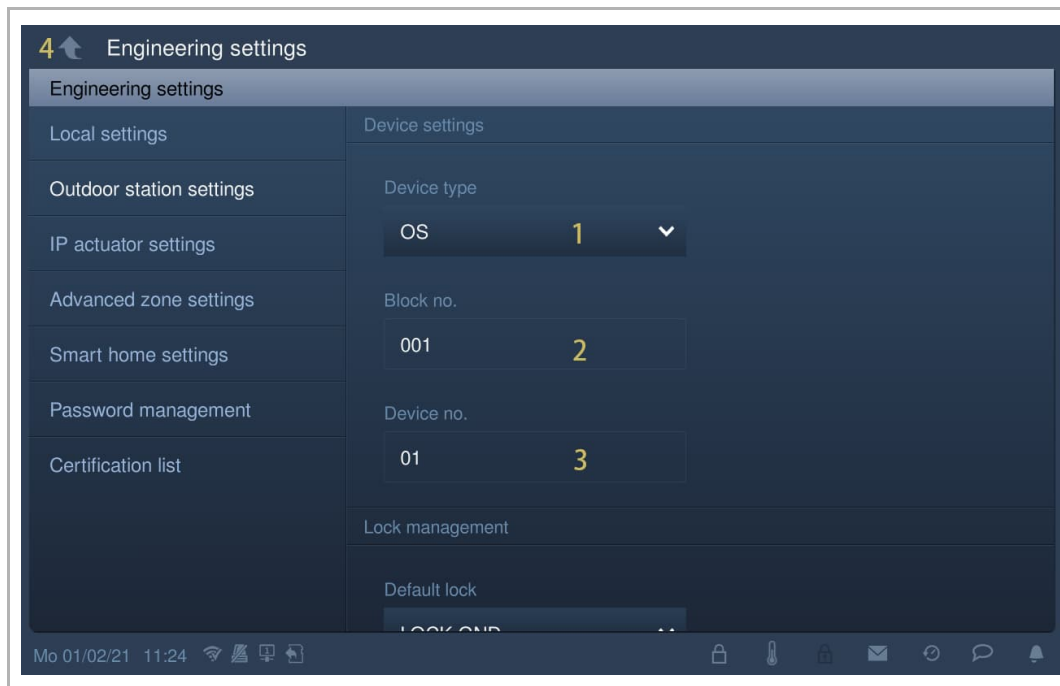 4 Engineering settings
Engineering settings
Local settings
Outdoor station settings
IP actuator settings
Advanced zone settings
Smart home settings
Password management
Certification list
Device settings
Device type
OS 1
Block no.
001 2
Device no.
01 3
Lock management
Default lock
LOCK-GND
Mo 01/02/21 11:24